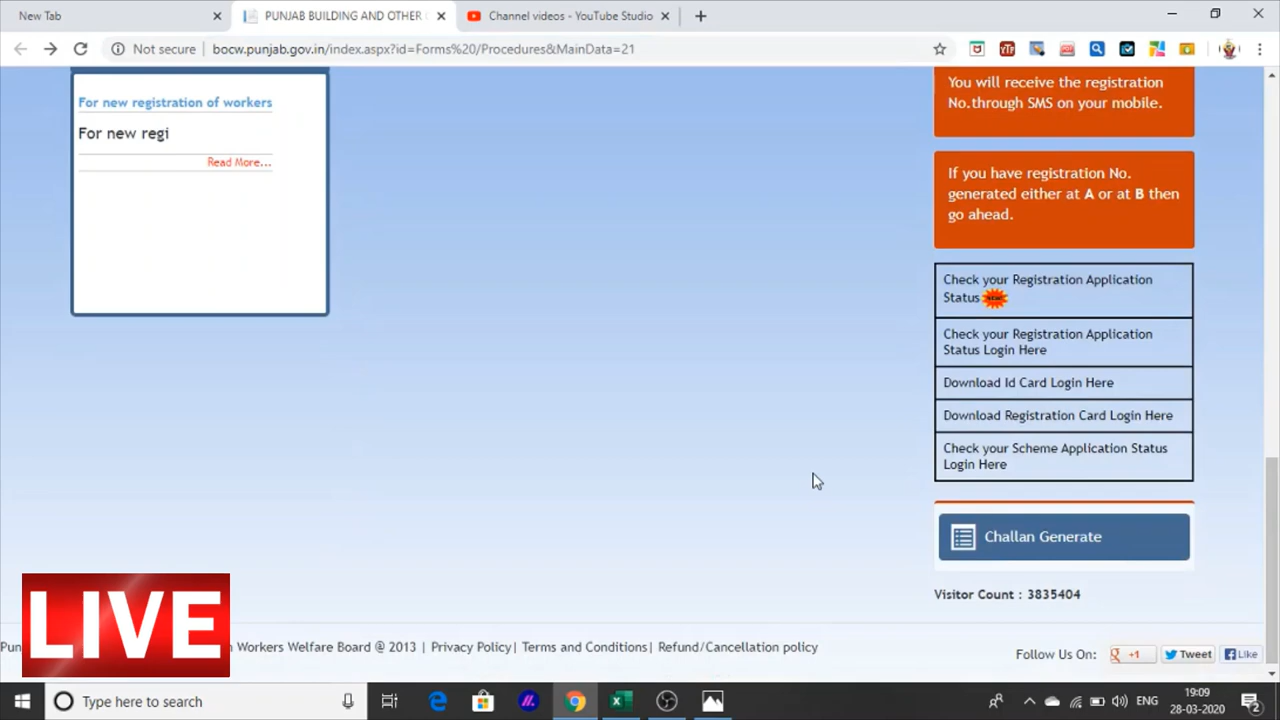 New Tab
PUNJAB BUILDING AND OTHER
Channel videos - YouTube Studio
Not secure
bocw.punjab.gov.in/index.aspx?id=Forms%20/Procedures&MainData=21
For new registration of workers
For new regi
Read More...
You will receive the registration
No.through SMS on your mobile.
If you have registration No.
generated either at A or at B then
go ahead.
Check your Registration Application
Status
Check your Registration Application
Status Login Here
Download Id Card Login Here
Download Registration Card Login Here
Check your Scheme Application Status
Login Here
Challan Generate
Visitor Count : 3835404
LIVE
Workers Welfare Board @ 2013 | Privacy Policy| Terms and Conditions| Refund/Cancellation policy
Follow Us On:
+1
Tweet
Like
Type here to search
ENG
19:09
28-03-2020
2